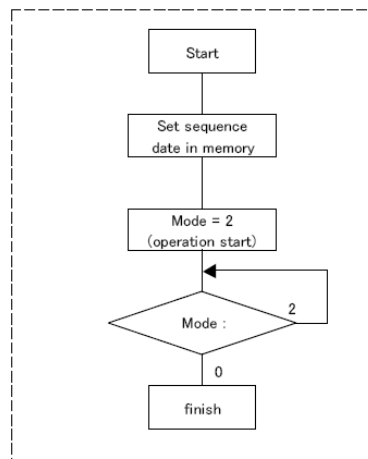 Start
Set sequence
date in memory
Mode = 2
(operation start)
2
Mode :
0
finish